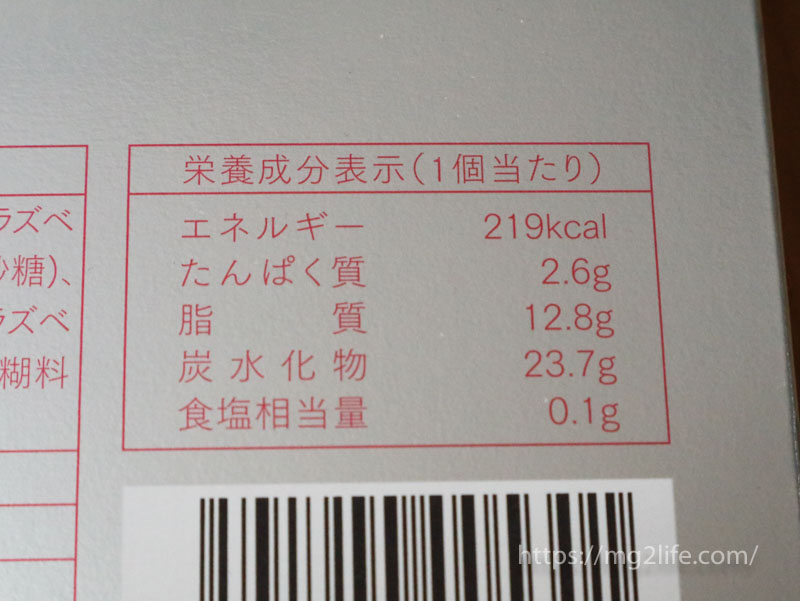 ラズベ
糖)、
ラズベ
糊料
栄養成分表示(1個当たり)
エネルギー 219kcal
たんぱく質 2.6g
脂質 12.8g
炭水化物 23.7g
食塩相当量 0.1g
https://mg2life.com/